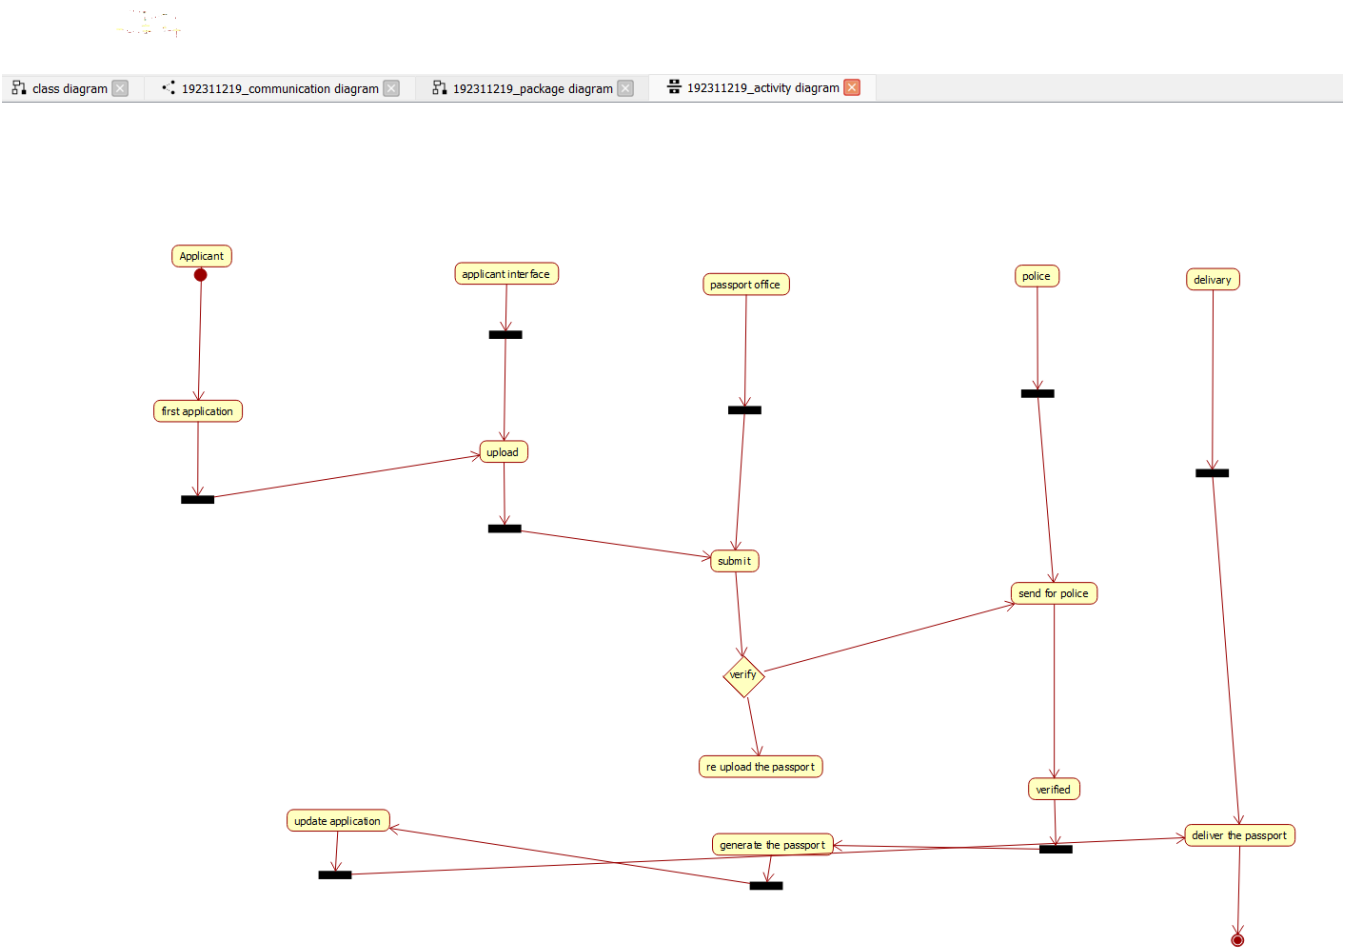 class diagram
192311219_communication diagram
192311219_package diagram
192311219_activity diagram
Applicant
applicant interface
passport office
police
delivary
first application
upload
submit
send for police
verify
re upload the passport
verified
update application
generate the passport
deliver the passport